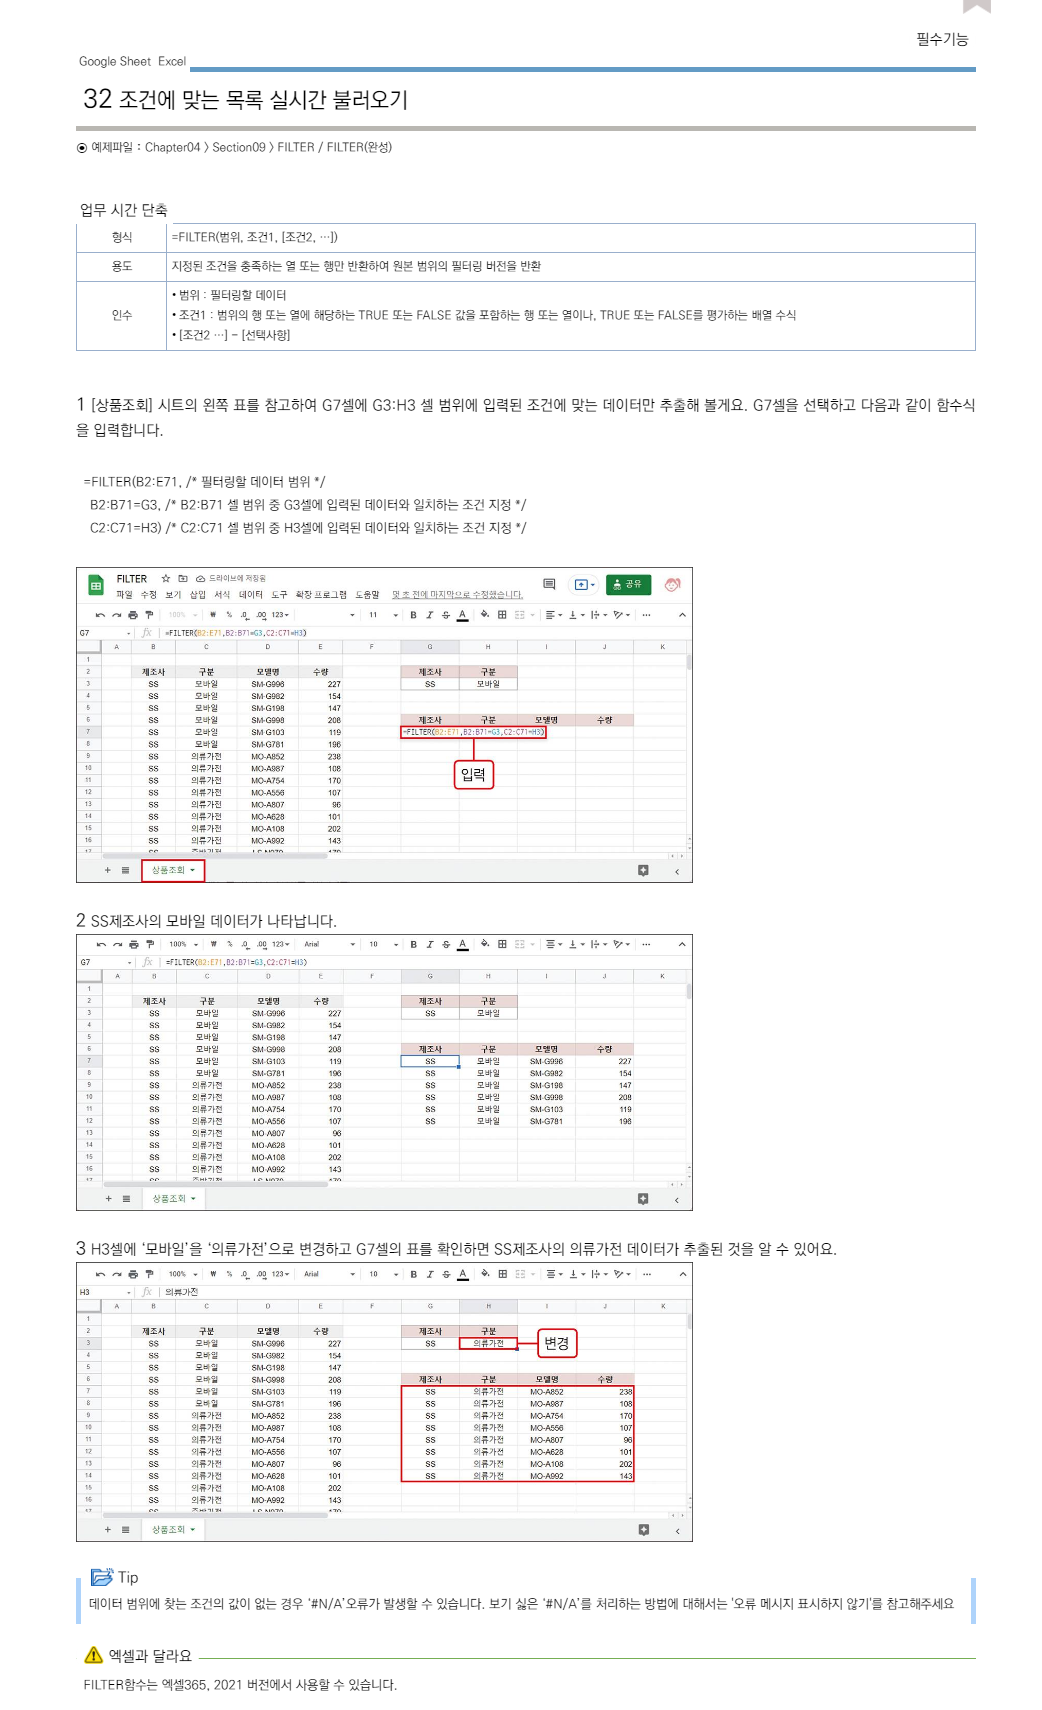 필수기능
Google Sheet Excel
32 조건에 맞는 목록 실시간 불러오기
예제파일 : Chapter04 > Section09 > FILTER / FILTER(완성)
업무 시간 단축
형식 =FILTER(범위, 조건1, [조건2, …])
용도 지정된 조건을 충족하는 열 또는 행만 반환하여 원본 범위의 필터링 버전을 반환
인수
• 범위 : 필터링할 데이터
• 조건1 : 범위의 행 또는 열에 해당하는 TRUE 또는 FALSE 값을 포함하는 행 또는 열이나, TRUE 또는 FALSE를 평가하는 배열 수식
• [조건2 …] - [선택사항]
1 [상품조회] 시트의 왼쪽 표를 참고하여 G7셀에 G3:H3 셀 범위에 입력된 조건에 맞는 데이터만 추출해 볼게요. G7셀을 선택하고 다음과 같이 함수식
을 입력합니다.
=FILTER(B2:E71, /* 필터링할 데이터 범위 */
B2:B71=G3, /* B2:B71 셀 범위 중 G3셀에 입력된 데이터와 일치하는 조건 지정 */
C2:C71=H3) /* C2:C71 셀 범위 중 H3셀에 입력된 데이터와 일치하는 조건 지정 */
FILTER 드라이브에 저장됨
파일 수정 보기 삽입 서식 데이터 도구 확장 프로그램 도움말 몇 초 전에 마지막으로 수정했습니다.
공유
100% ₩ % .0 .00 123 11 B I S A
G7 fx =FILTER(B2:E71,B2:B71=G3,C2:C71=H3)
A B C D E F G H I J K
1
2 제조사 구분 모델명 수량 제조사 구분
3 SS 모바일 SM-G996 227 SS 모바일
4 SS 모바일 SM-G982 154
5 SS 모바일 SM-G198 147
6 SS 모바일 SM-G998 208 제조사 구분 모델명 수량
7 SS 모바일 SM-G103 119 =FILTER(B2:E71,B2:B71=G3,C2:C71=H3)
8 SS 모바일 SM-G781 196
9 SS 의류가전 MO-A852 238
10 SS 의류가전 MO-A987 108
입력
11 SS 의류가전 MO-A754 170
12 SS 의류가전 MO-A556 107
13 SS 의류가전 MO-A807 96
14 SS 의류가전 MO-A628 101
15 SS 의류가전 MO-A108 202
16 SS 의류가전 MO-A992 143
상품조회
2 SS제조사의 모바일 데이터가 나타납니다.
100% ₩ % .0 .00 123 Arial 10 B I S A
G7 fx =FILTER(B2:E71,B2:B71=G3,C2:C71=H3)
A B C D E F G H I J K
1
2 제조사 구분 모델명 수량 제조사 구분
3 SS 모바일 SM-G996 227 SS 모바일
4 SS 모바일 SM-G982 154
5 SS 모바일 SM-G198 147
6 SS 모바일 SM-G998 208 제조사 구분 모델명 수량
7 SS 모바일 SM-G103 119 SS 모바일 SM-G996 227
8 SS 모바일 SM-G781 196 SS 모바일 SM-G982 154
9 SS 의류가전 MO-A852 238 SS 모바일 SM-G198 147
10 SS 의류가전 MO-A987 108 SS 모바일 SM-G998 208
11 SS 의류가전 MO-A754 170 SS 모바일 SM-G103 119
12 SS 의류가전 MO-A556 107 SS 모바일 SM-G781 196
13 SS 의류가전 MO-A807 96
14 SS 의류가전 MO-A628 101
15 SS 의류가전 MO-A108 202
16 SS 의류가전 MO-A992 143
상품조회
3 H3셀에 ‘모바일’을 ‘의류가전’으로 변경하고 G7셀의 표를 확인하면 SS제조사의 의류가전 데이터가 추출된 것을 알 수 있어요.
100% ₩ % .0 .00 123 Arial 10 B I S A
H3 fx 의류가전
A B C D E F G H I J K
1
2 제조사 구분 모델명 수량 제조사 구분
3 SS 모바일 SM-G996 227 SS 의류가전 변경
4 SS 모바일 SM-G982 154
5 SS 모바일 SM-G198 147
6 SS 모바일 SM-G998 208 제조사 구분 모델명 수량
7 SS 모바일 SM-G103 119 SS 의류가전 MO-A852 238
8 SS 모바일 SM-G781 196 SS 의류가전 MO-A987 108
9 SS 의류가전 MO-A852 238 SS 의류가전 MO-A754 170
10 SS 의류가전 MO-A987 108 SS 의류가전 MO-A556 107
11 SS 의류가전 MO-A754 170 SS 의류가전 MO-A807 96
12 SS 의류가전 MO-A556 107 SS 의류가전 MO-A628 101
13 SS 의류가전 MO-A807 96 SS 의류가전 MO-A108 202
14 SS 의류가전 MO-A628 101 SS 의류가전 MO-A992 143
15 SS 의류가전 MO-A108 202
16 SS 의류가전 MO-A992 143
상품조회
Tip
데이터 범위에 찾는 조건의 값이 없는 경우 ‘#N/A’오류가 발생할 수 있습니다. 보기 싫은 ‘#N/A’를 처리하는 방법에 대해서는 '오류 메시지 표시하지 않기'를 참고해주세요
엑셀과 달라요
FILTER함수는 엑셀365, 2021 버전에서 사용할 수 있습니다.